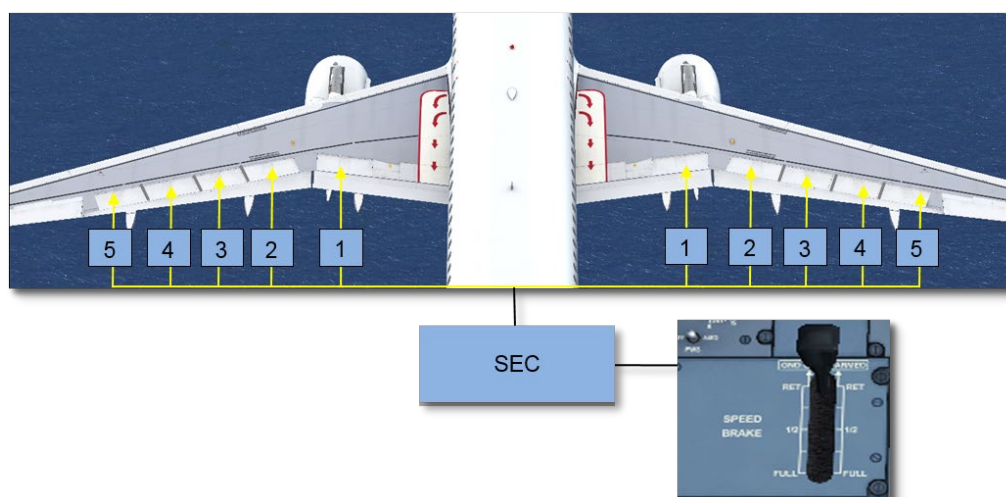 5 4 3 2 1 1 2 3 4 5
SEC
GND ARMED
RET RET
SPEED
BRAKE
1/2 1/2
FULL FULL